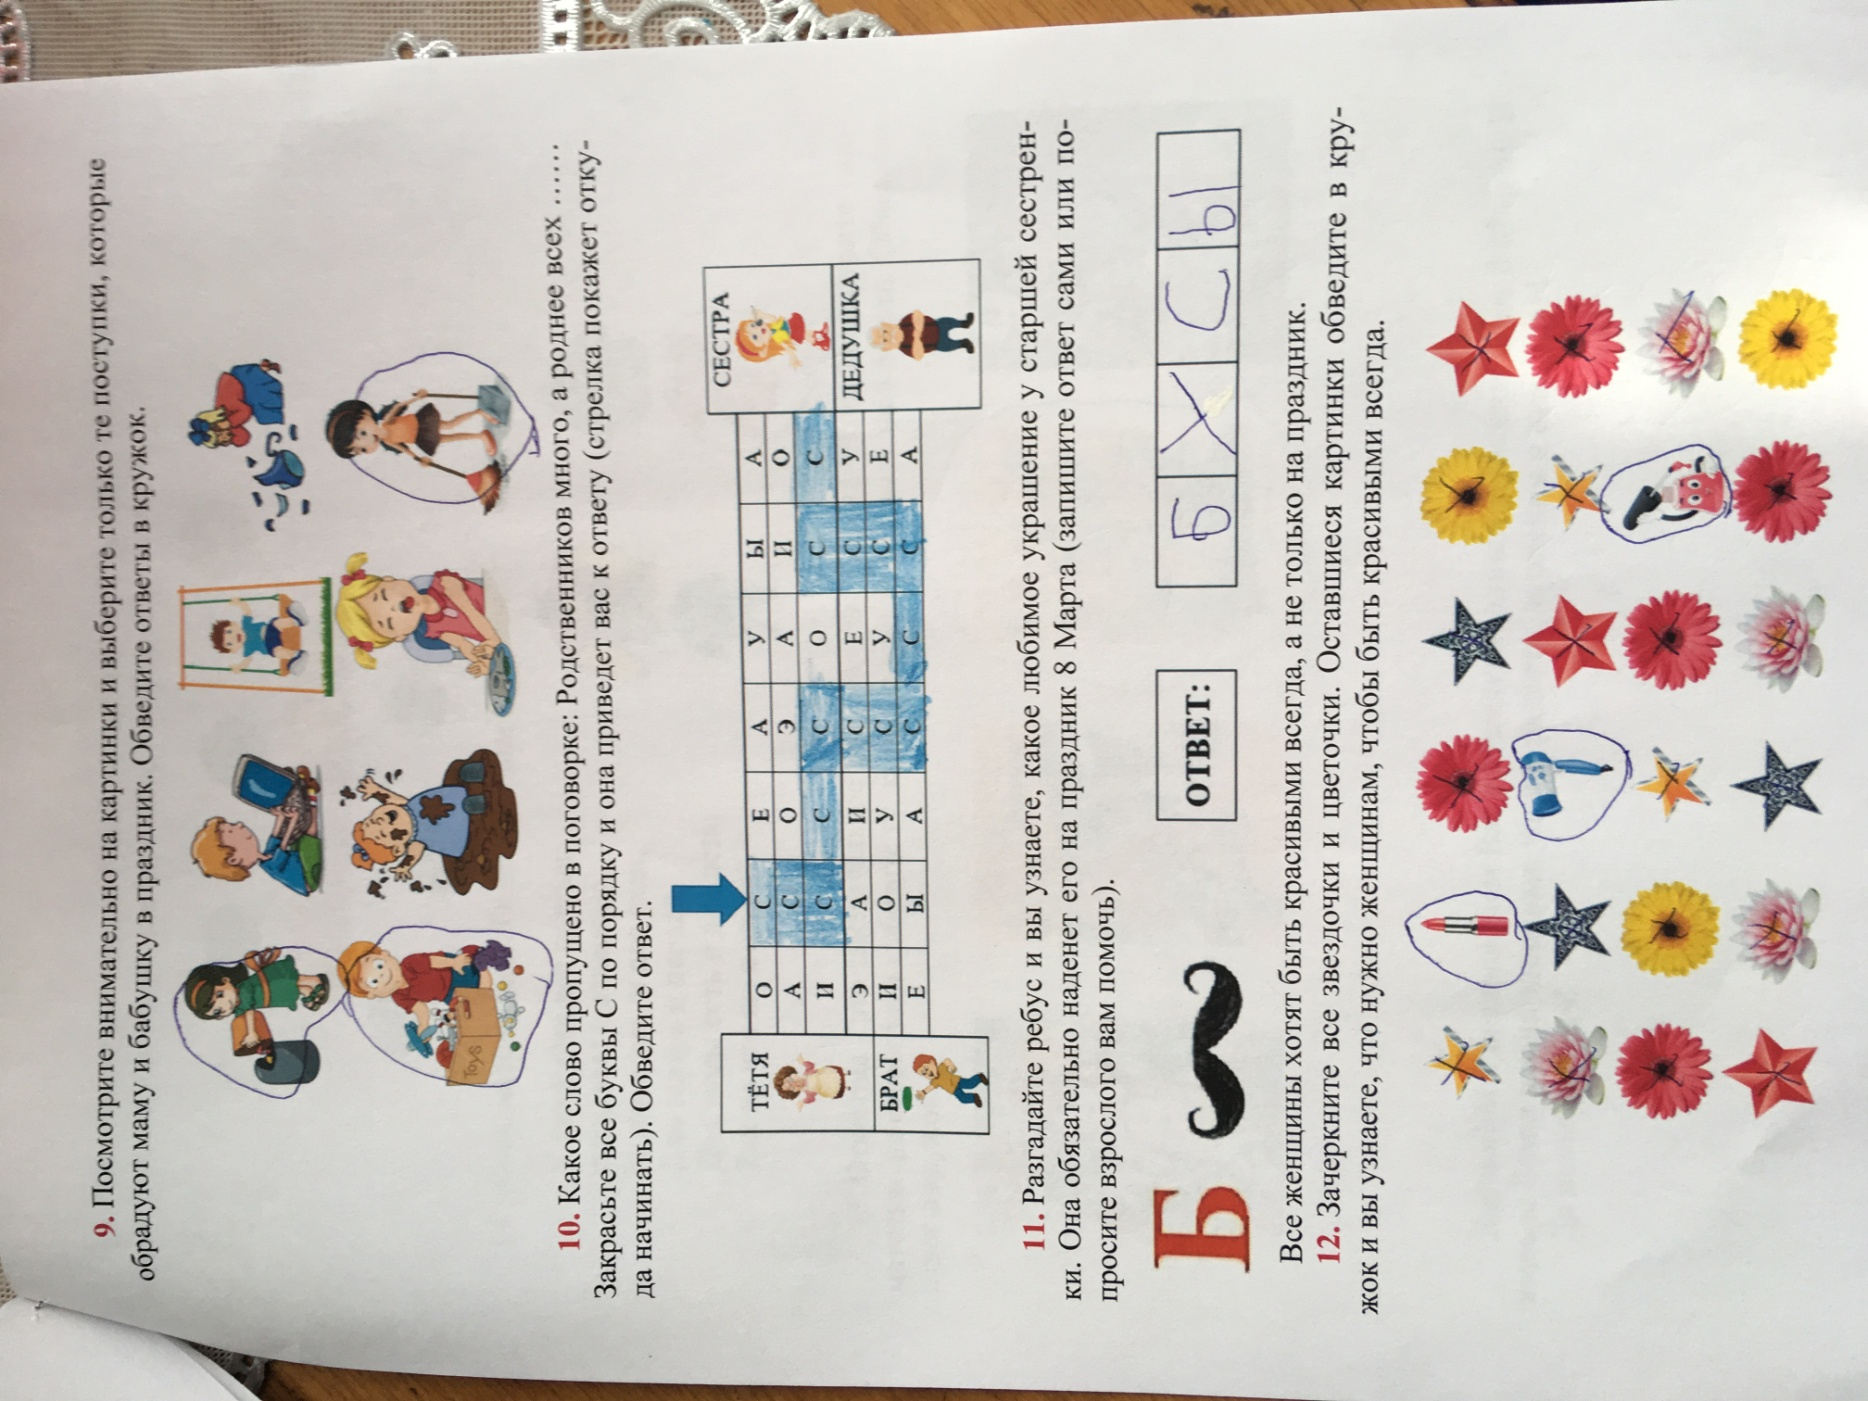 9. Посмотрите внимательно на картинки и выберите только те поступки, которые
обрадуют маму и бабушку в праздник. Обведите ответы в кружок.
Toys
10. Какое слово пропущено в поговорке: Родственников много, а роднее всех ......
Закрасьте все буквы С по порядку и она приведет вас к ответу (стрелка покажет отку-
да начинать). Обведите ответ.
ТЁТЯ
СЕСТРА
О С Е А У Ы А
А С О Э А И О
И С С С О С С
БРАТ
ДЕДУШКА
Э А И С Е С У
И О У С У С Е
Е Ы А С С С А
11. Разгадайте ребус и вы узнаете, какое любимое украшение у старшей сестрен-
ки. Она обязательно наденет его на праздник 8 Марта (запишите ответ сами или по-
просите взрослого вам помочь).
Б
ОТВЕТ:
БУСЫ
Все женщины хотят быть красивыми всегда, а не только на праздник.
12. Зачеркните все звездочки и цветочки. Оставшиеся картинки обведите в кру-
жок и вы узнаете, что нужно женщинам, чтобы быть красивыми всегда.